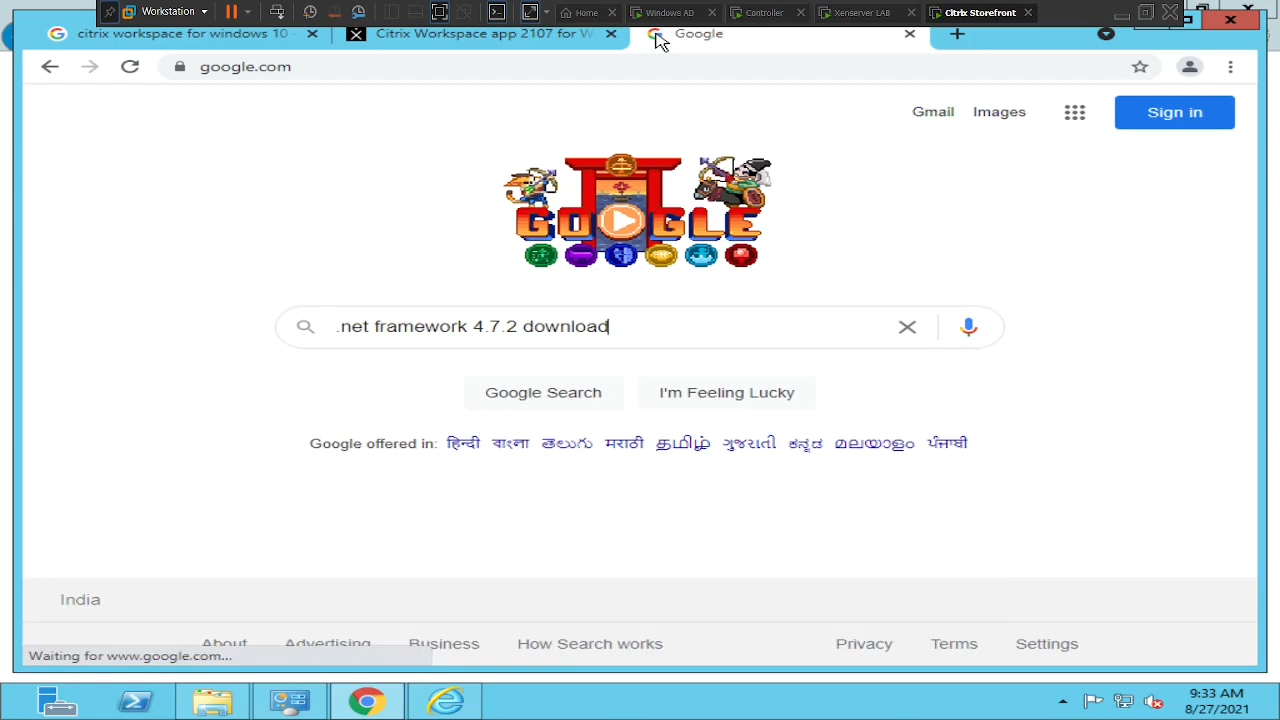 Workstation
Home
Windows AD
Controller
Xenserver LAB
Citrix Storefront
citrix workspace for windows 10 -
Citrix Workspace app 2107 for W
Google
google.com
Gmail
Images
Sign in
GOOGLE
.net framework 4.7.2 download
Google Search
I'm Feeling Lucky
Google offered in: हिन्दी বাংলা తెలుగు मराठी தமிழ் ગુજરાતી ಕನ್ನಡ മലയാളം ਪੰਜਾਬੀ
India
About
Advertising
Business
How Search works
Privacy
Terms
Settings
Waiting for www.google.com...
9:33 AM
8/27/2021